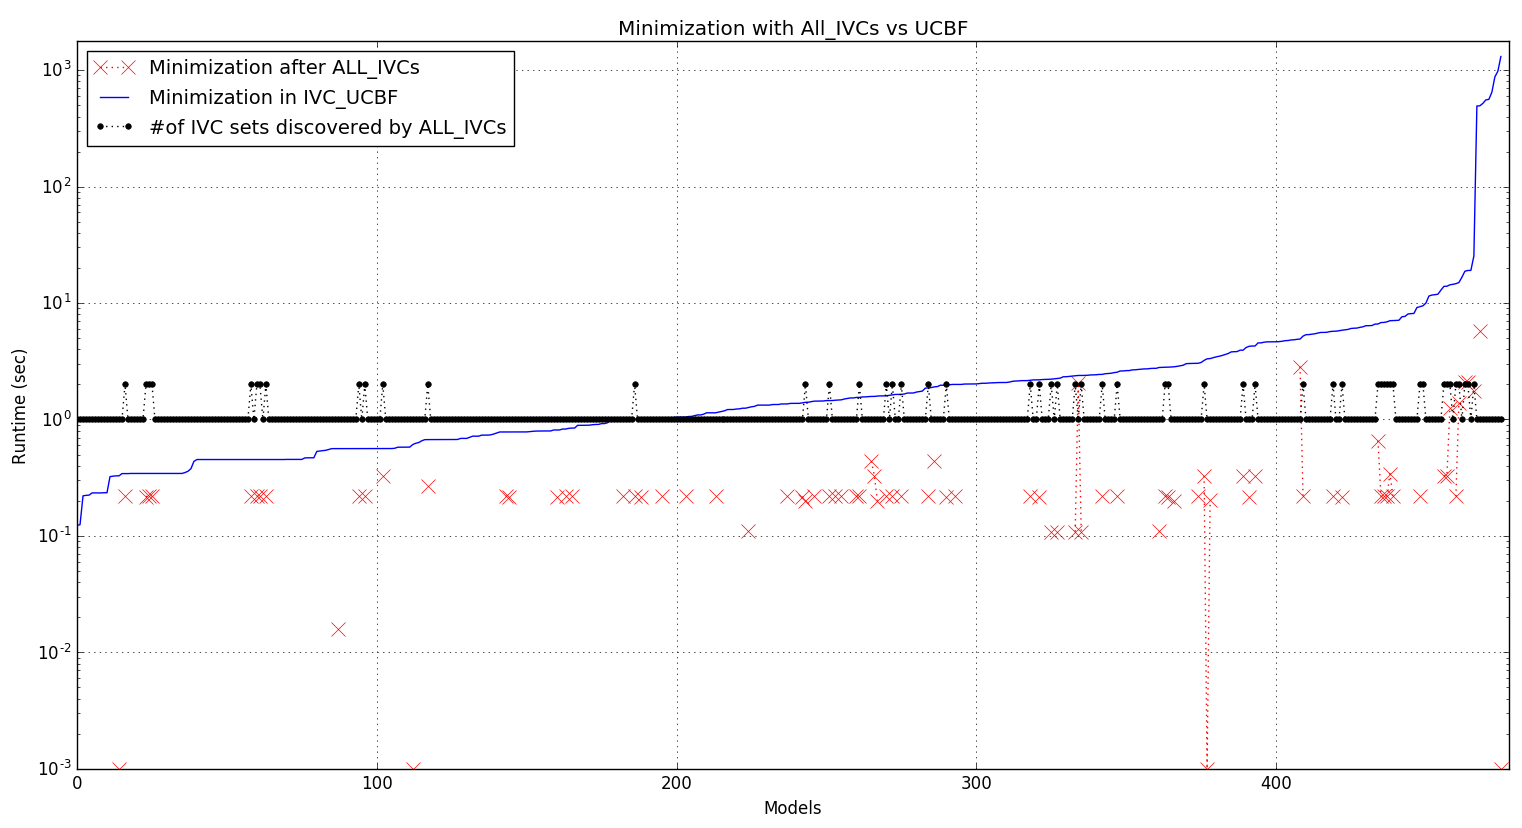 Minimization with All_IVCs vs UCBF
Minimization after ALL_IVCs
Minimization in IVC_UCBF
#of IVC sets discovered by ALL_IVCs
Runtime (sec)
10^3
10^2
10^1
10^0
10^-1
10^-2
10^-3
0 100 200 300 400
Models